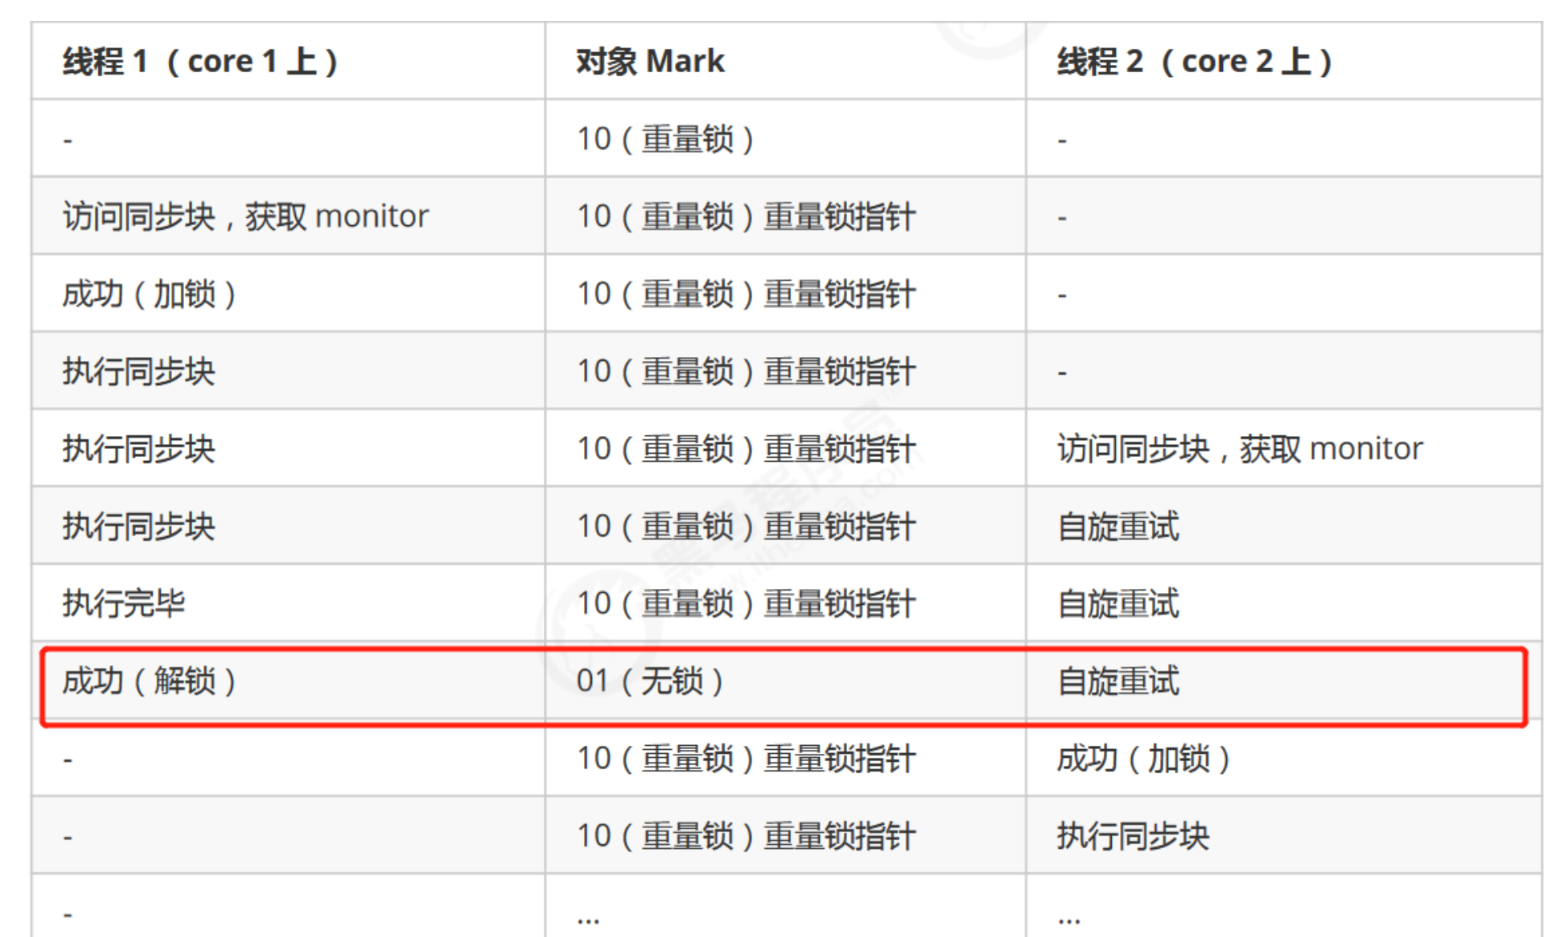 线程 1 （ core 1 上 ） 对象 Mark 线程 2 （ core 2 上 ）
- 10 （ 重量锁 ） -
访问同步块，获取 monitor 10 （ 重量锁 ）重量锁指针 -
成功（ 加锁 ） 10 （ 重量锁 ）重量锁指针 -
执行同步块 10 （ 重量锁 ）重量锁指针 -
执行同步块 10 （ 重量锁 ）重量锁指针 访问同步块，获取 monitor
执行同步块 10 （ 重量锁 ）重量锁指针 自旋重试
执行完毕 10 （ 重量锁 ）重量锁指针 自旋重试
成功（ 解锁 ） 01 （ 无锁 ） 自旋重试
- 10 （ 重量锁 ）重量锁指针 成功（ 加锁 ）
- 10 （ 重量锁 ）重量锁指针 执行同步块
- ... ...
黑马程序员